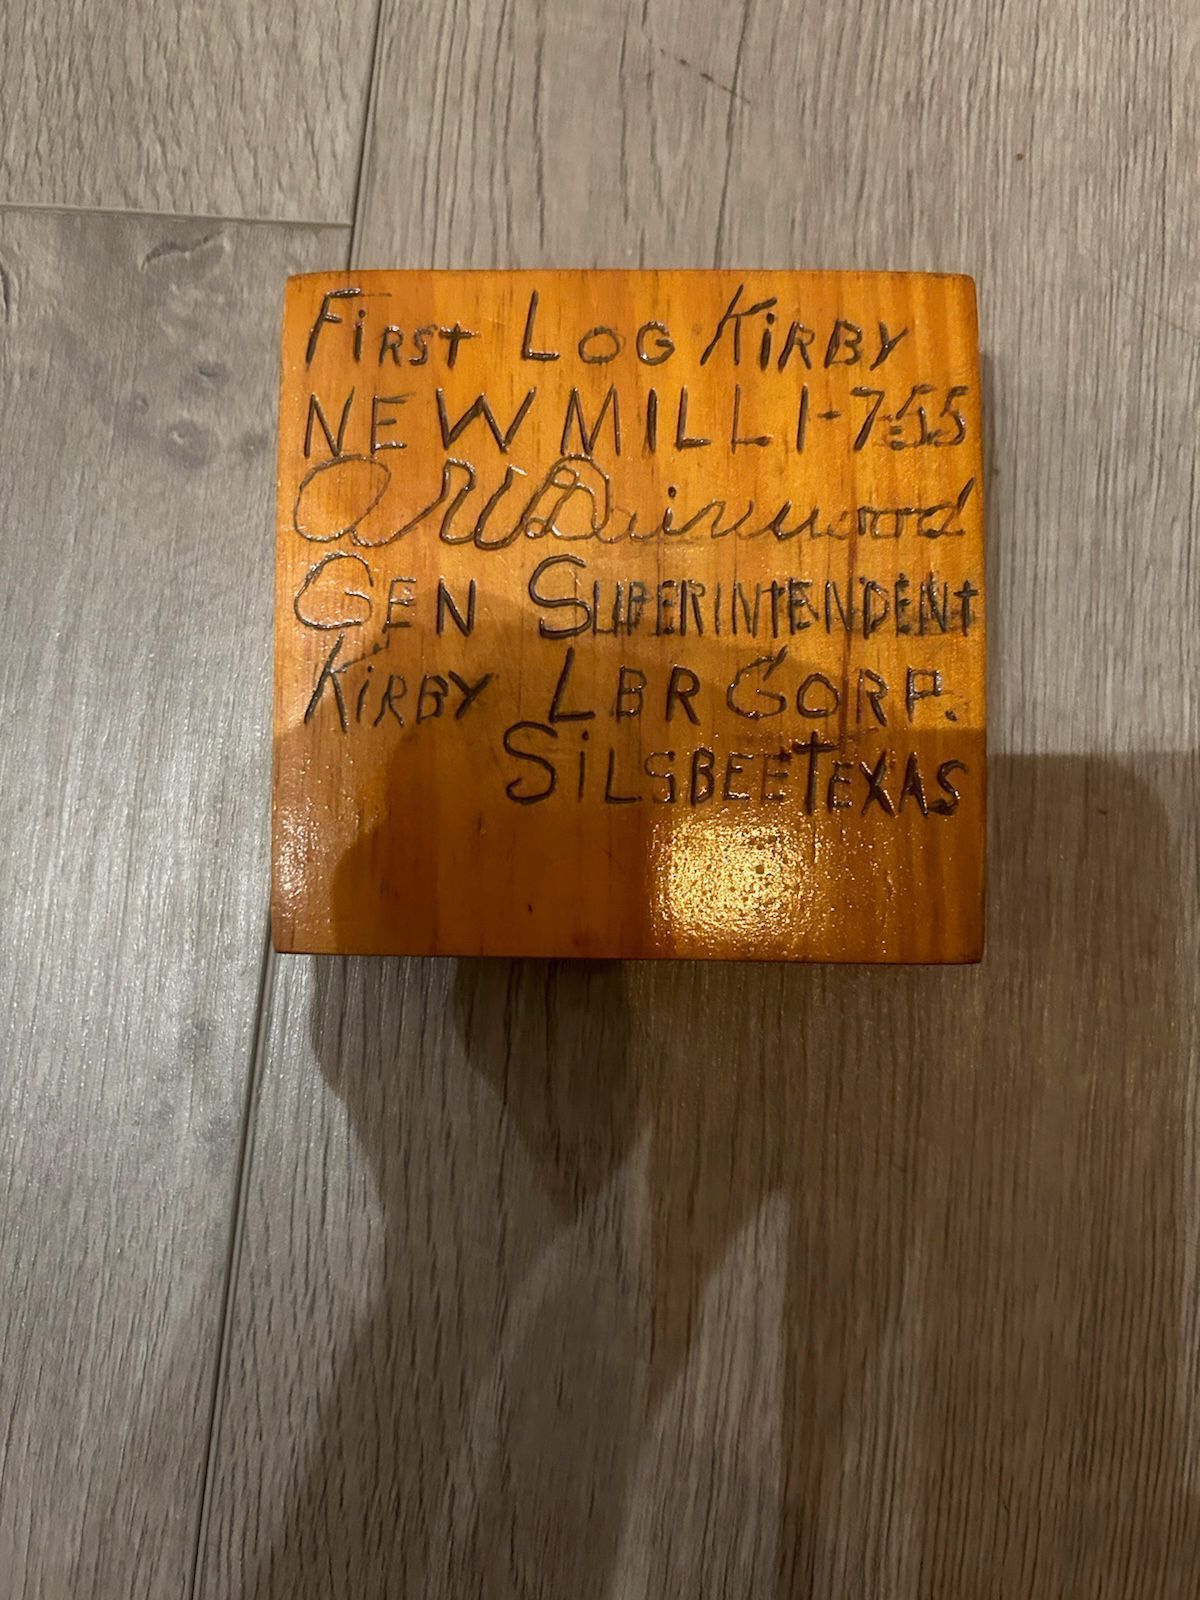 First Log Kirby
NEW MILL 1-7-55
Gen Superintendent
Kirby Lbr Corp.
Silsbee Texas